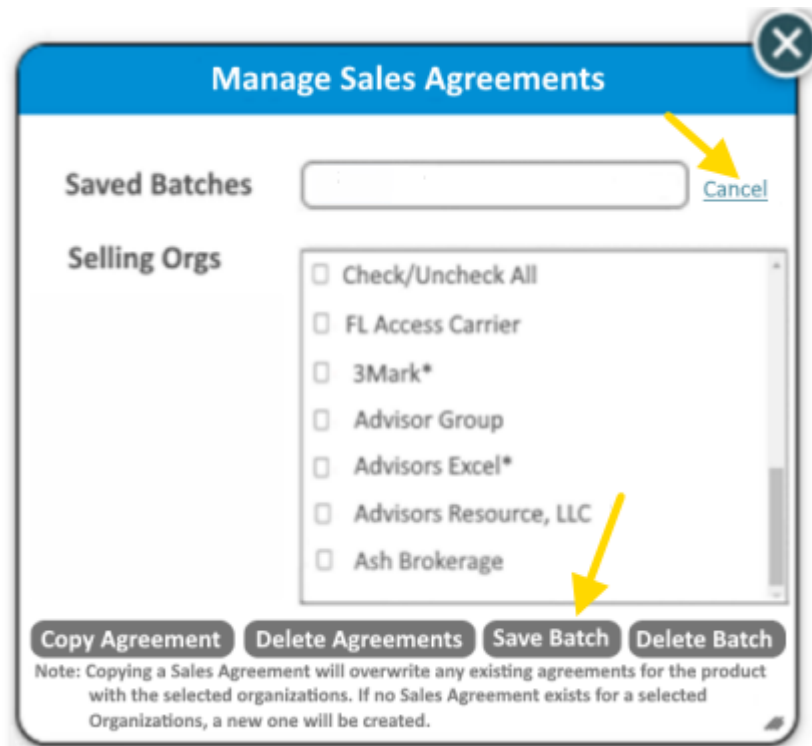 Manage Sales Agreements
Saved Batches
Cancel
Selling Orgs
Check/Uncheck All
FL Access Carrier
3Mark*
Advisor Group
Advisors Excel*
Advisors Resource, LLC
Ash Brokerage
Copy Agreement Delete Agreements Save Batch Delete Batch
Note: Copying a Sales Agreement will overwrite any existing agreements for the product
with the selected organizations. If no Sales Agreement exists for a selected
Organizations, a new one will be created.